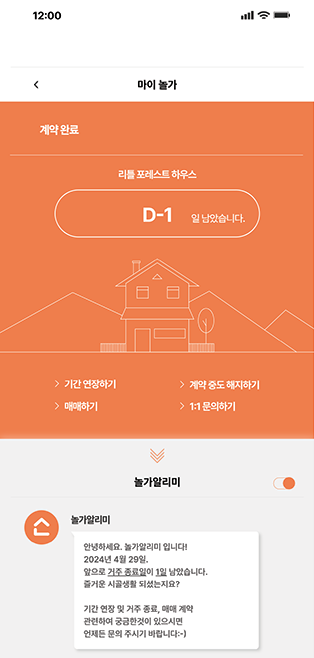 12:00
마이 놀가
계약 완료
리틀 포레스트 하우스
D-1 일 남았습니다.
기간 연장하기
계약 중도 해지하기
매매하기
1:1 문의하기
놀가알리미
놀가알리미
안녕하세요. 놀가알리미 입니다!
2024년 4월 29일.
앞으로 거주 종료일이 1일 남았습니다.
즐거운 시골생활 되셨는지요?
기간 연장 및 거주 종료, 매매 계약
관련하여 궁금한것이 있으시면
언제든 문의 주시기 바랍니다:-)